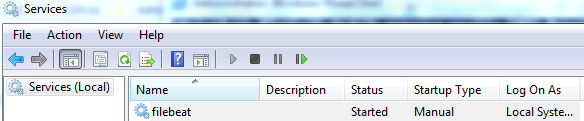 Services
File Action View Help
Services (Local)
Name Description Status Startup Type Log On As
filebeat Started Manual Local Syste...